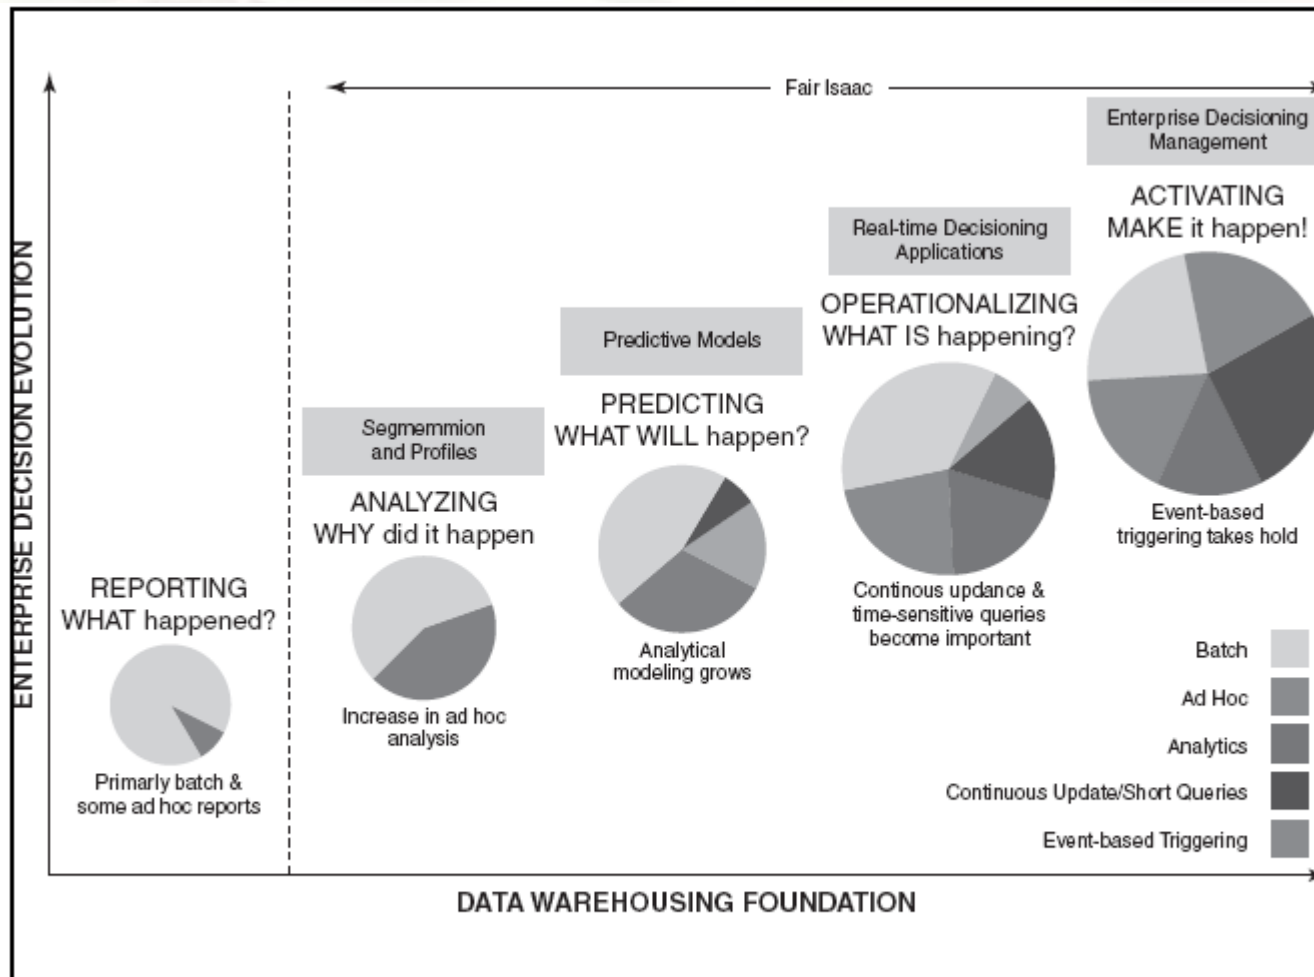 Fair Isaac
Enterprise Decisioning
Management
ACTIVATING
MAKE it happen!
Event-based
triggering takes hold
Real-time Decisioning
Applications
OPERATIONALIZING
WHAT IS happening?
Continous updance &
time-sensitive queries
become important
Predictive Models
PREDICTING
WHAT WILL happen?
Analytical
modeling grows
Segmemmion
and Profiles
ANALYZING
WHY did it happen
Increase in ad hoc
analysis
REPORTING
WHAT happened?
Primarly batch &
some ad hoc reports
ENTERPRISE DECISION EVOLUTION
Batch
Ad Hoc
Analytics
Continuous Update/Short Queries
Event-based Triggering
DATA WAREHOUSING FOUNDATION